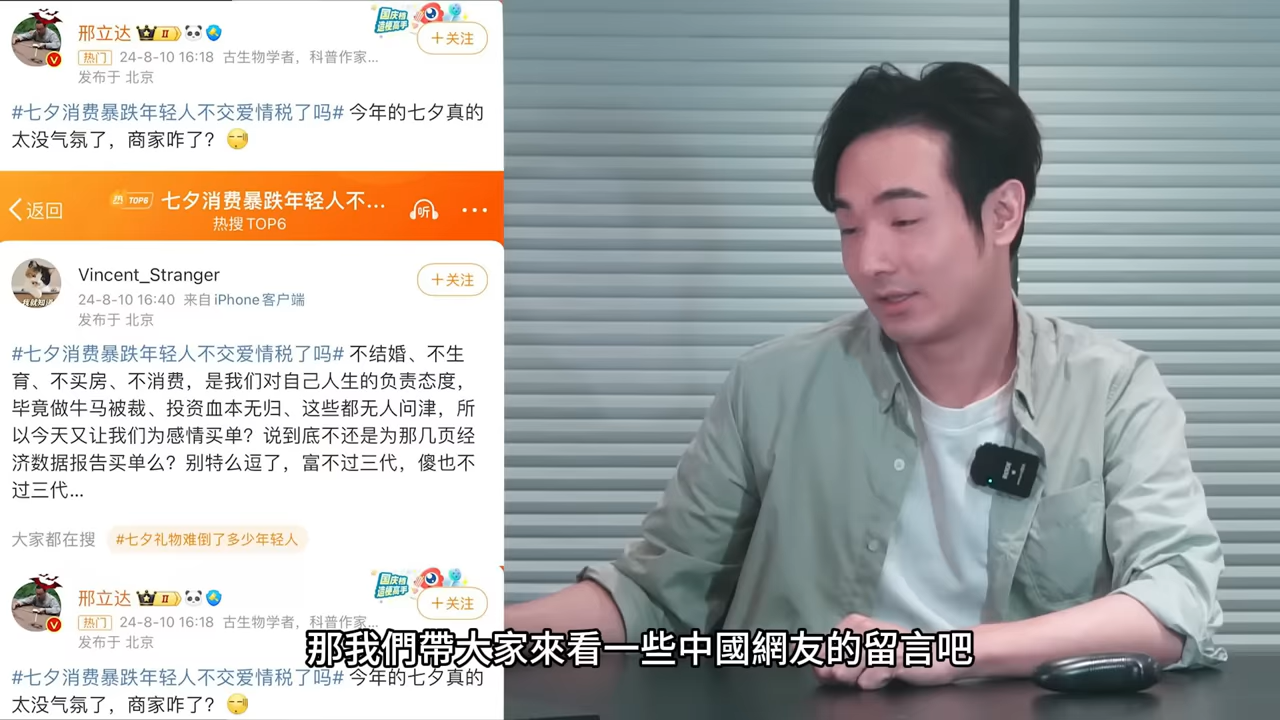 邢立达
II
国庆档
造梗高手
+关注
热门 24-8-10 16:18 古生物学者，科普作家...
发布于 北京
#七夕消费暴跌年轻人不交爱情税了吗# 今年的七夕真的
太没气氛了，商家咋了？
返回
热 TOP6 七夕消费暴跌年轻人不...
听
热搜 TOP6
Vincent_Stranger
+关注
24-8-10 16:40 来自 iPhone客户端
发布于 北京
#七夕消费暴跌年轻人不交爱情税了吗# 不结婚、不生
育、不买房、不消费，是我们对自己人生的负责态度，
毕竟做牛马被裁、投资血本无归、这些都无人问津，所
以今天又让我们为感情买单？说到底不还是为那几页经
济数据报告买单么？别特么逗了，富不过三代，傻也不
过三代...
大家都在搜 #七夕礼物难倒了多少年轻人
邢立达
II
国庆档
造梗高手
+关注
热门 24-8-10 16:18 古生物学者，科普作家...
发布于 北京
那我們帶大家來看一些中國網友的留言吧
#七夕消费暴跌年轻人不交爱情税了吗# 今年的七夕真的
太没气氛了，商家咋了？